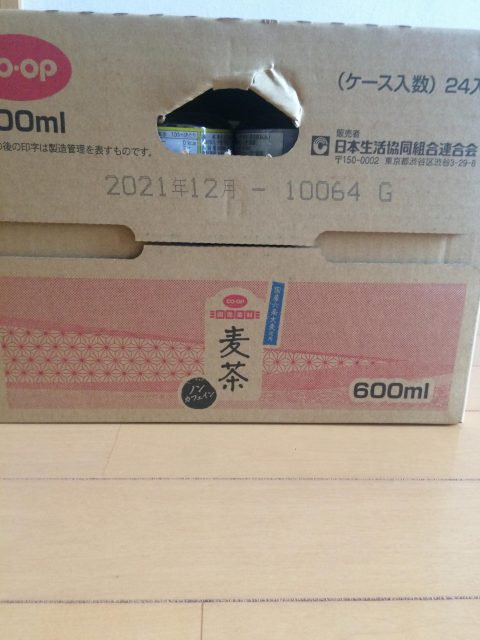 CO・OP
(ケース入数) 24入
00ml
販売者
日本生活協同組合連合会
〒150-0002 東京都渋谷区渋谷3-29-8
の後の印字は製造管理を表すものです。
2021年12月 - 10064 G
CO・OP
国産素材
国産六条大麦使用
麦茶
ノンカフェイン
600ml